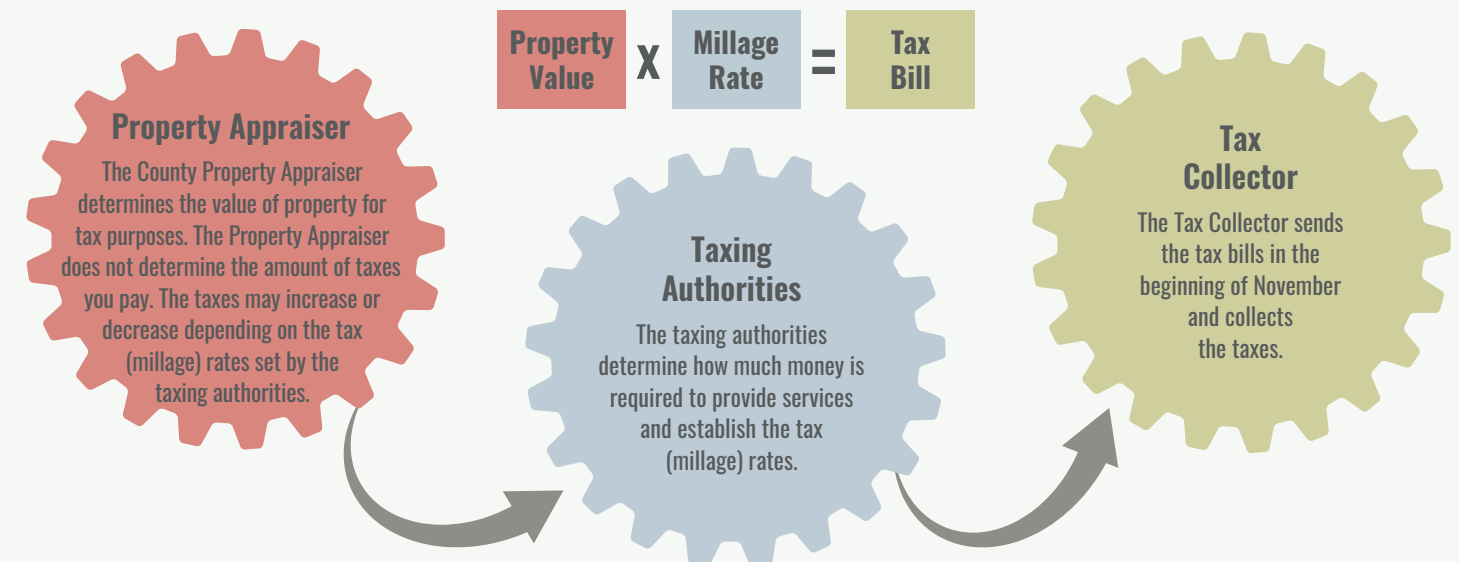 Property
Value
x
Millage
Rate
=
Tax
Bill
Property Appraiser
The County Property Appraiser
determines the value of property for
tax purposes. The Property Appraiser
does not determine the amount of taxes
you pay. The taxes may increase or
decrease depending on the tax
(millage) rates set by the
taxing authorities.
Taxing
Authorities
The taxing authorities
determine how much money is
required to provide services
and establish the tax
(millage) rates.
Tax
Collector
The Tax Collector sends
the tax bills in the
beginning of November
and collects
the taxes.